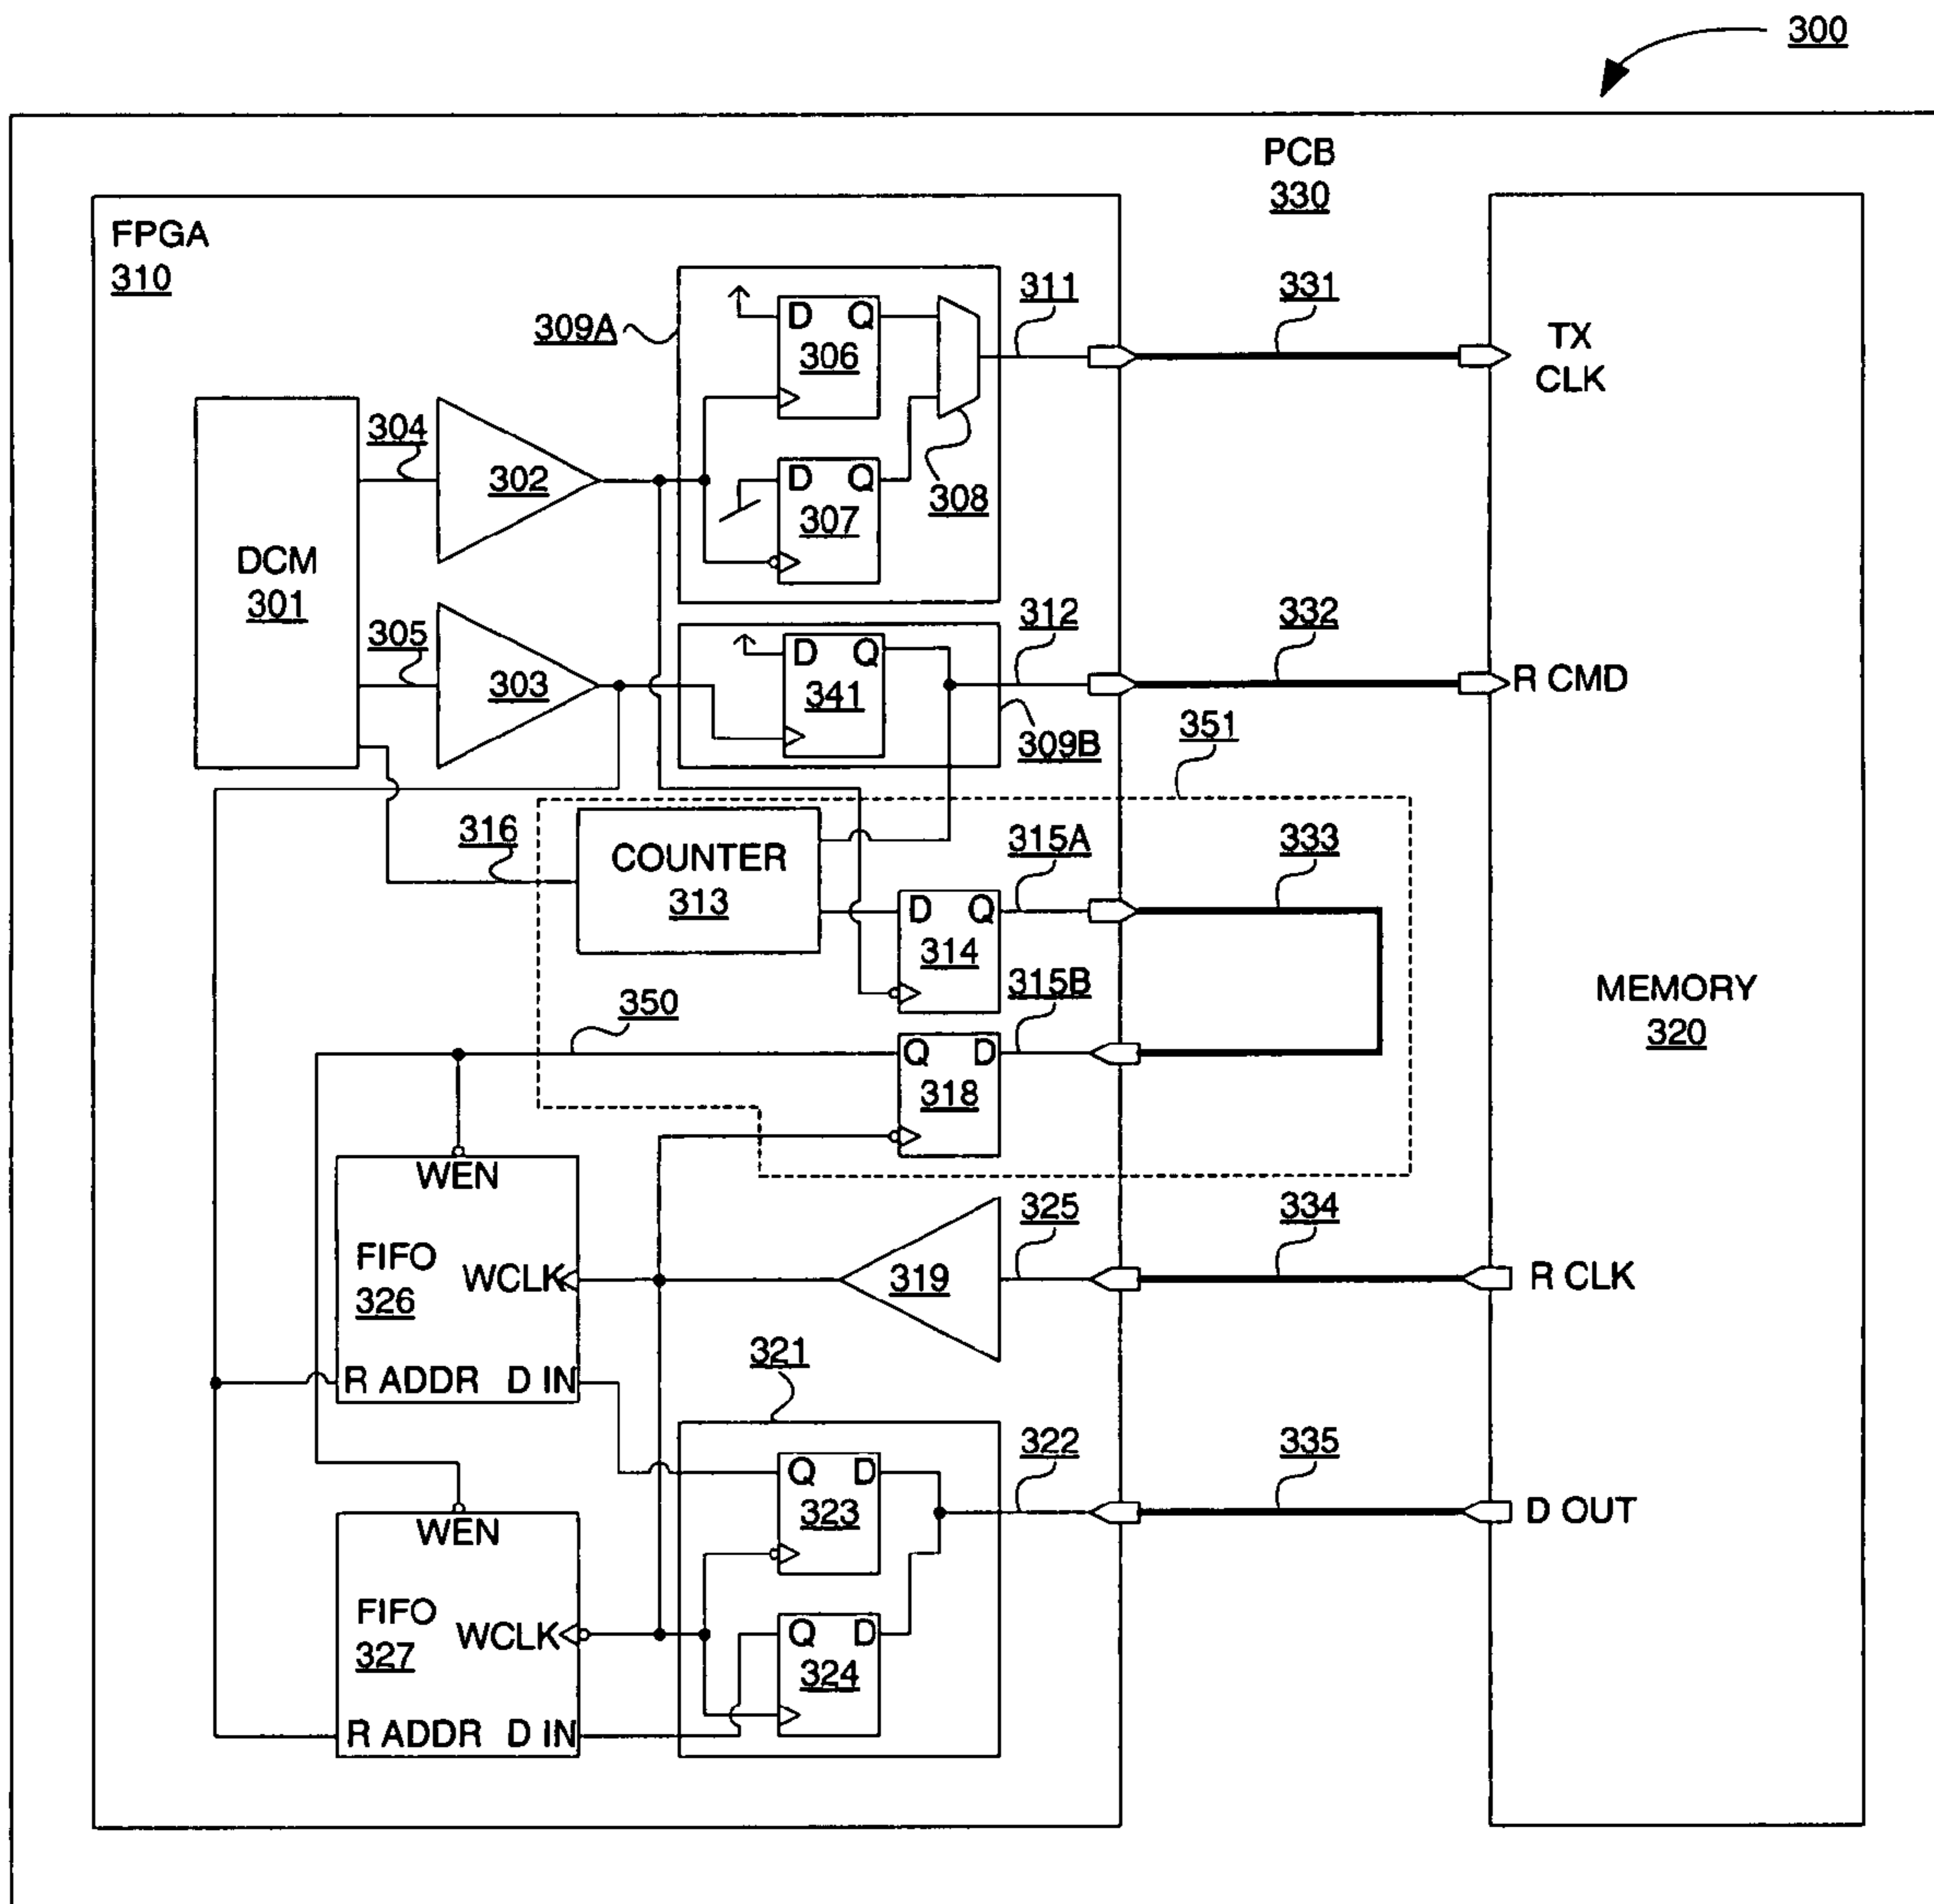 300
PCB
330
FPGA
310
309A
D Q
306
311
331
TX
CLK
304
302
D Q
307
308
DCM
301
305
303
D Q
341
312
332
R CMD
309B
351
316
COUNTER
313
315A
333
D Q
314
350
315B
Q D
318
MEMORY
320
WEN
FIFO
326
WCLK
R ADDR D IN
319
325
334
R CLK
321
322
335
Q D
323
D OUT
WEN
FIFO
327
WCLK
R ADDR D IN
Q D
324